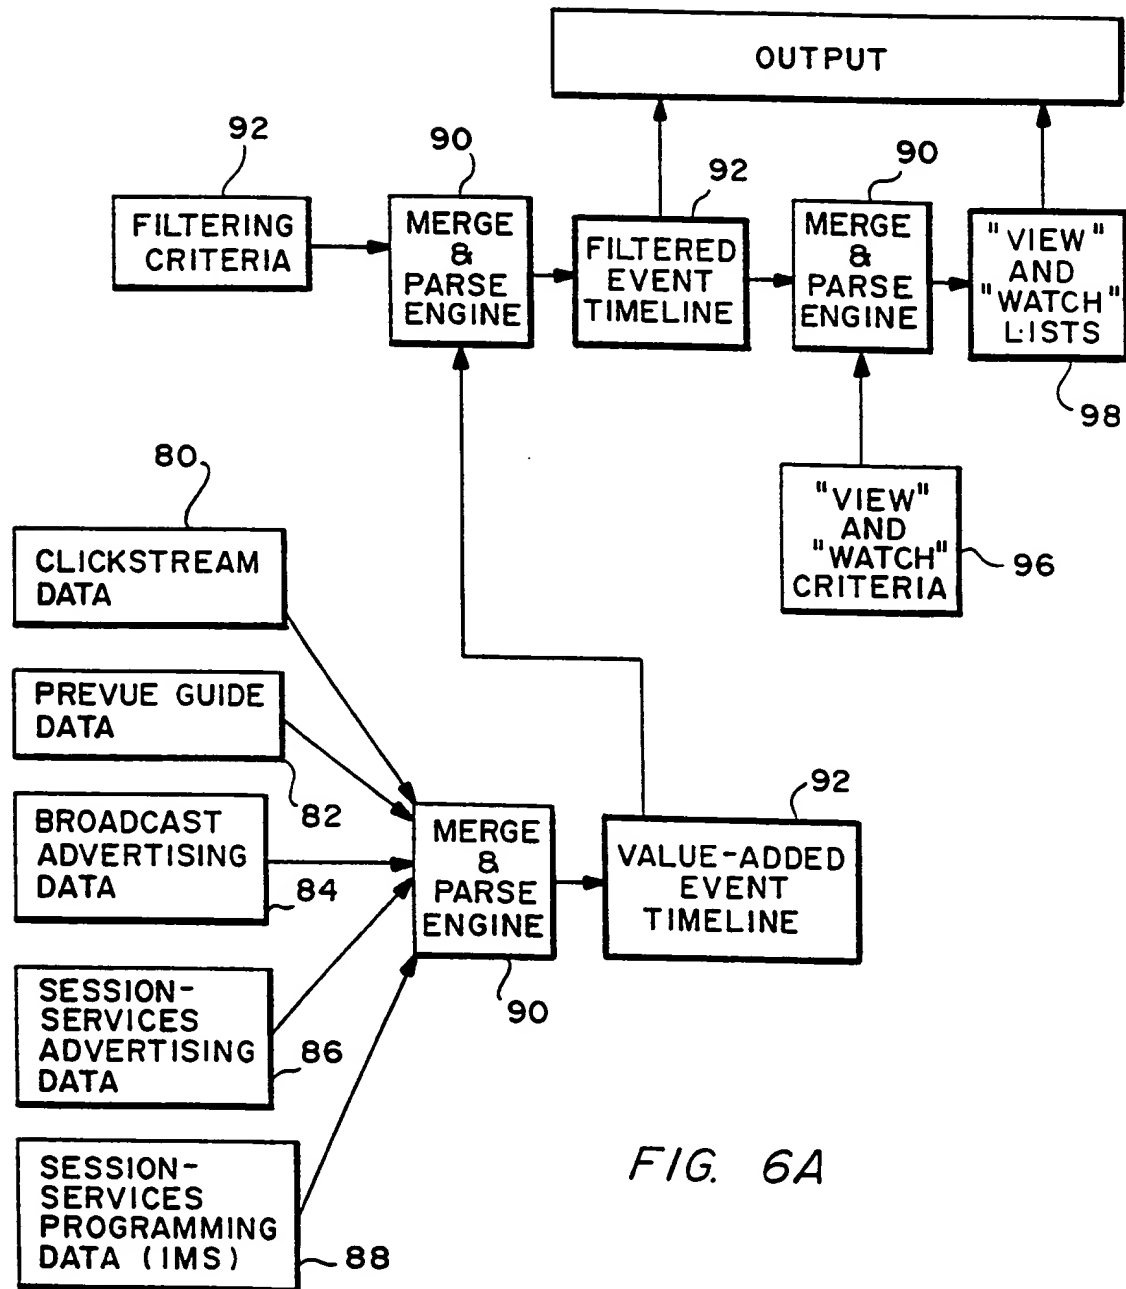 OUTPUT
92
90
90
92
FILTERING
CRITERIA
MERGE
&
PARSE
ENGINE
FILTERED
EVENT
TIMELINE
MERGE
&
PARSE
ENGINE
"VIEW"
AND
"WATCH"
LISTS
98
"VIEW"
AND
"WATCH"
CRITERIA
96
80
CLICKSTREAM
DATA
PREVUE GUIDE
DATA
82
BROADCAST
ADVERTISING
DATA
84
SESSION-
SERVICES
ADVERTISING
DATA
86
SESSION-
SERVICES
PROGRAMMING
DATA (IMS)
88
MERGE
&
PARSE
ENGINE
90
92
VALUE-ADDED
EVENT
TIMELINE
FIG. 6A